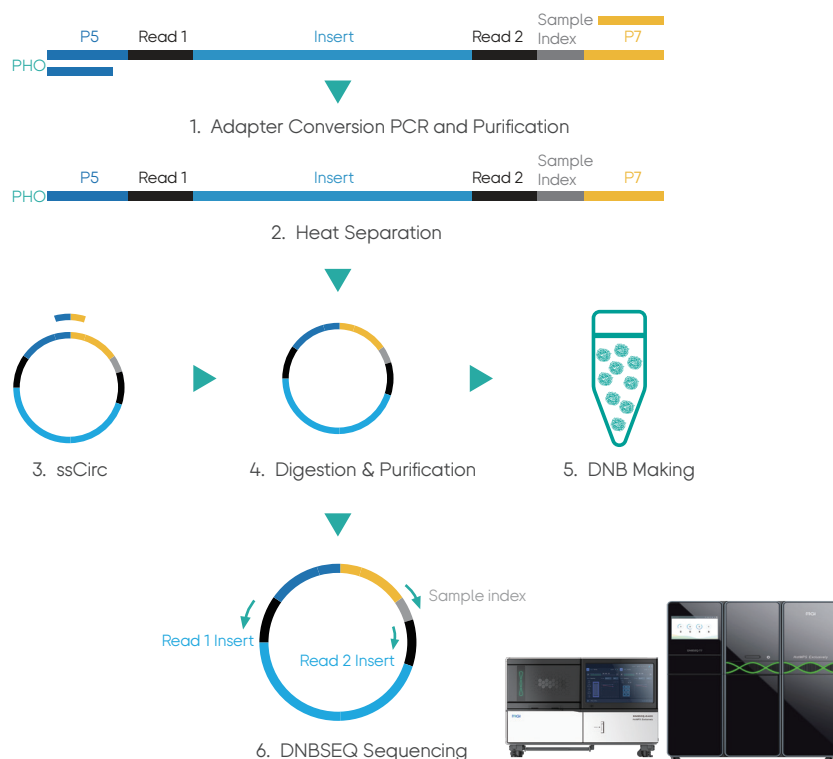 P5 Read 1 Insert Read 2 Sample Index P7
PHO
1. Adapter Conversion PCR and Purification
P5 Read 1 Insert Read 2 Sample Index P7
PHO
2. Heat Separation
3. ssCirc
4. Digestion & Purification
5. DNB Making
Sample index
Read 1 Insert
Read 2 Insert
6. DNBSEQ Sequencing
MGI